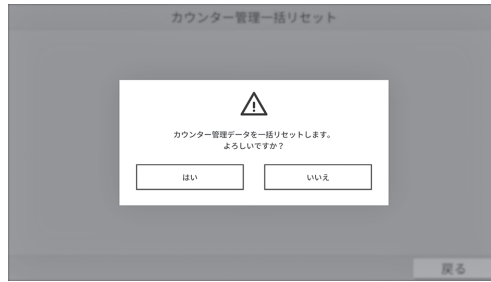 カウンター管理一括リセット
カウンター管理データを一括リセットします。
よろしいですか？
はい
いいえ
戻る